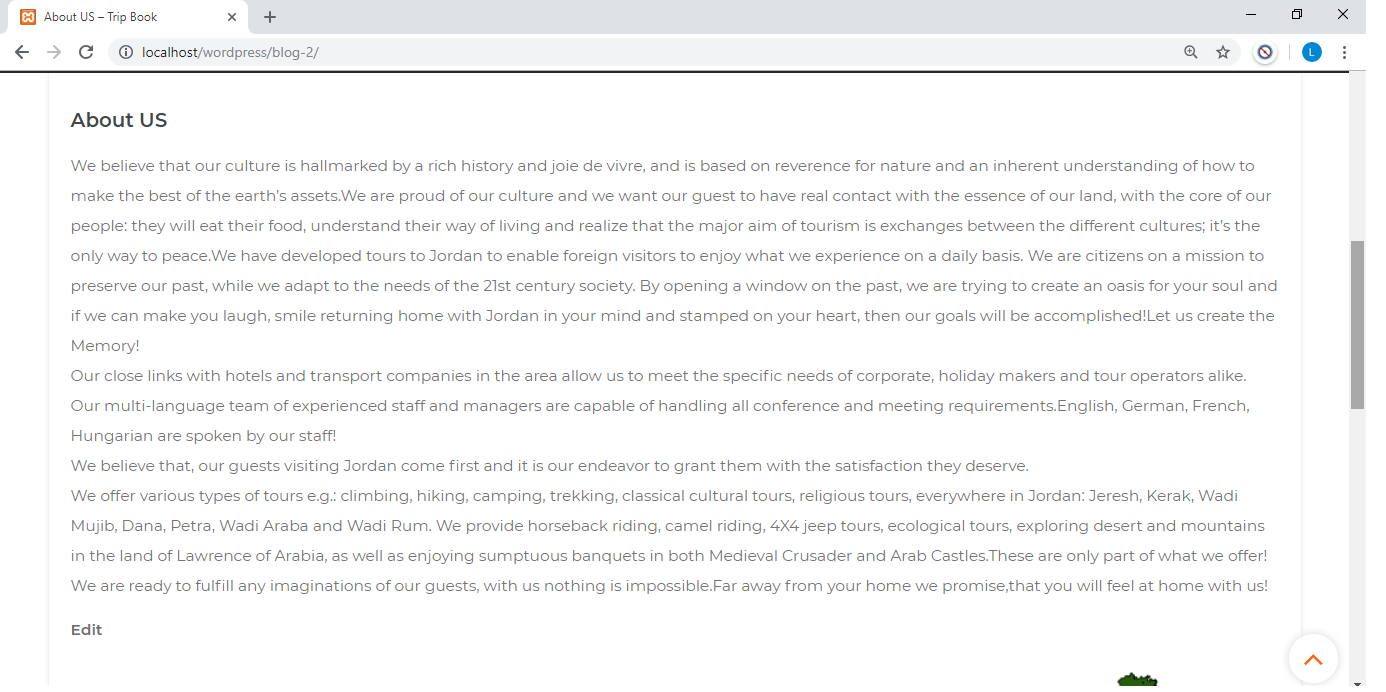 About US – Trip Book
localhost/wordpress/blog-2/
L
About US
We believe that our culture is hallmarked by a rich history and joie de vivre, and is based on reverence for nature and an inherent understanding of how to
make the best of the earth's assets.We are proud of our culture and we want our guest to have real contact with the essence of our land, with the core of our
people: they will eat their food, understand their way of living and realize that the major aim of tourism is exchanges between the different cultures; it's the
only way to peace.We have developed tours to Jordan to enable foreign visitors to enjoy what we experience on a daily basis. We are citizens on a mission to
preserve our past, while we adapt to the needs of the 21st century society. By opening a window on the past, we are trying to create an oasis for your soul and
if we can make you laugh, smile returning home with Jordan in your mind and stamped on your heart, then our goals will be accomplished!Let us create the
Memory!
Our close links with hotels and transport companies in the area allow us to meet the specific needs of corporate, holiday makers and tour operators alike.
Our multi-language team of experienced staff and managers are capable of handling all conference and meeting requirements.English, German, French,
Hungarian are spoken by our staff!
We believe that, our guests visiting Jordan come first and it is our endeavor to grant them with the satisfaction they deserve.
We offer various types of tours e.g.: climbing, hiking, camping, trekking, classical cultural tours, religious tours, everywhere in Jordan: Jeresh, Kerak, Wadi
Mujib, Dana, Petra, Wadi Araba and Wadi Rum. We provide horseback riding, camel riding, 4X4 jeep tours, ecological tours, exploring desert and mountains
in the land of Lawrence of Arabia, as well as enjoying sumptuous banquets in both Medieval Crusader and Arab Castles.These are only part of what we offer!
We are ready to fulfill any imaginations of our guests, with us nothing is impossible.Far away from your home we promise,that you will feel at home with us!
Edit